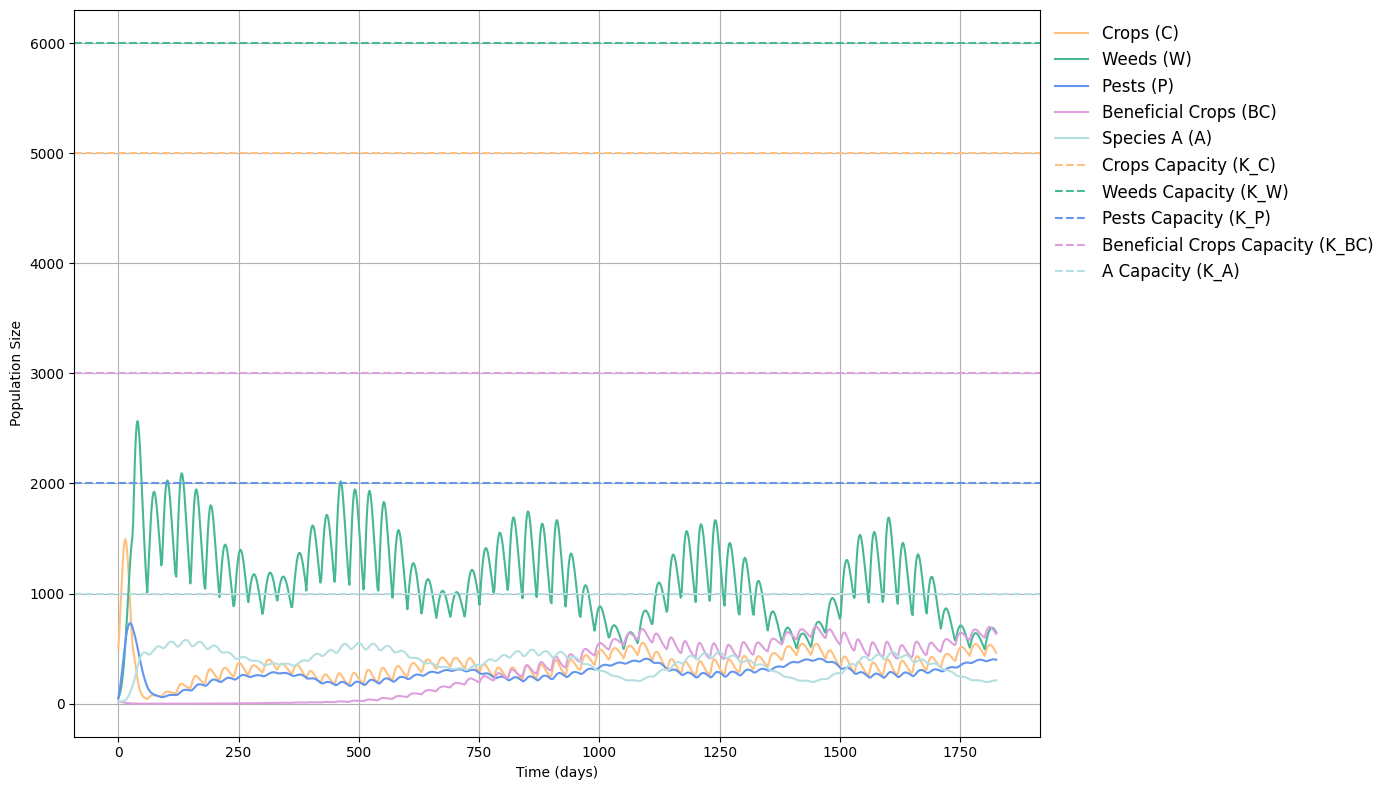 6000
5000
4000
3000
2000
1000
0
Population Size
0
250
500
750
1000
1250
1500
1750
Time (days)
Crops (C)
Weeds (W)
Pests (P)
Beneficial Crops (BC)
Species A (A)
Crops Capacity (K_C)
Weeds Capacity (K_W)
Pests Capacity (K_P)
Beneficial Crops Capacity (K_BC)
A Capacity (K_A)